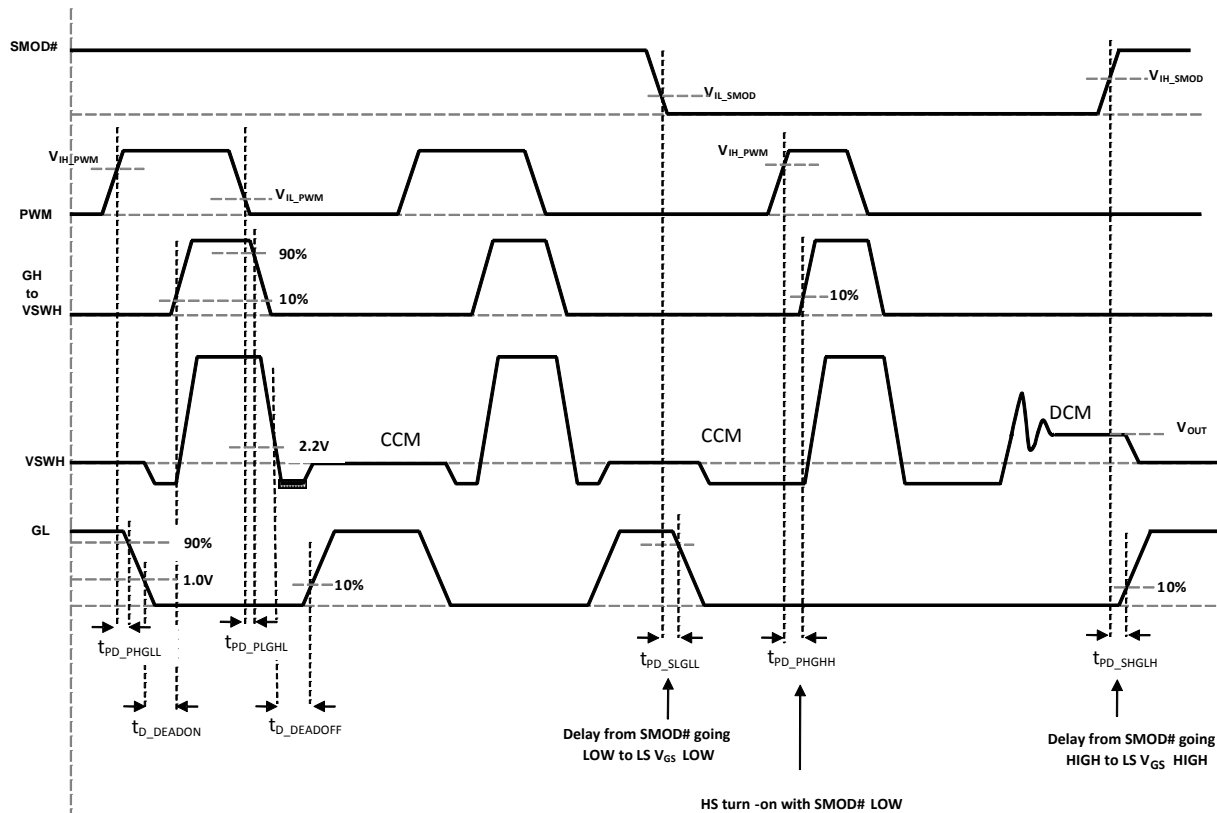 SMOD#
VIL_SMOD
VIH_SMOD
VIH_PWM
VIH_PWM
VIL_PWM
PWM
90%
GH
to
VSWH
10%
10%
CCM
CCM
DCM
VOUT
2.2V
VSWH
GL
90%
1.0V
10%
10%
tPD_PHGLL
tPD_PLGHL
tPD_SLGLL
tPD_PHGHH
tPD_SHGLH
tD_DEADON
tD_DEADOFF
Delay from SMOD# going
LOW to LS VGS LOW
Delay from SMOD# going
HIGH to LS VGS HIGH
HS turn -on with SMOD# LOW